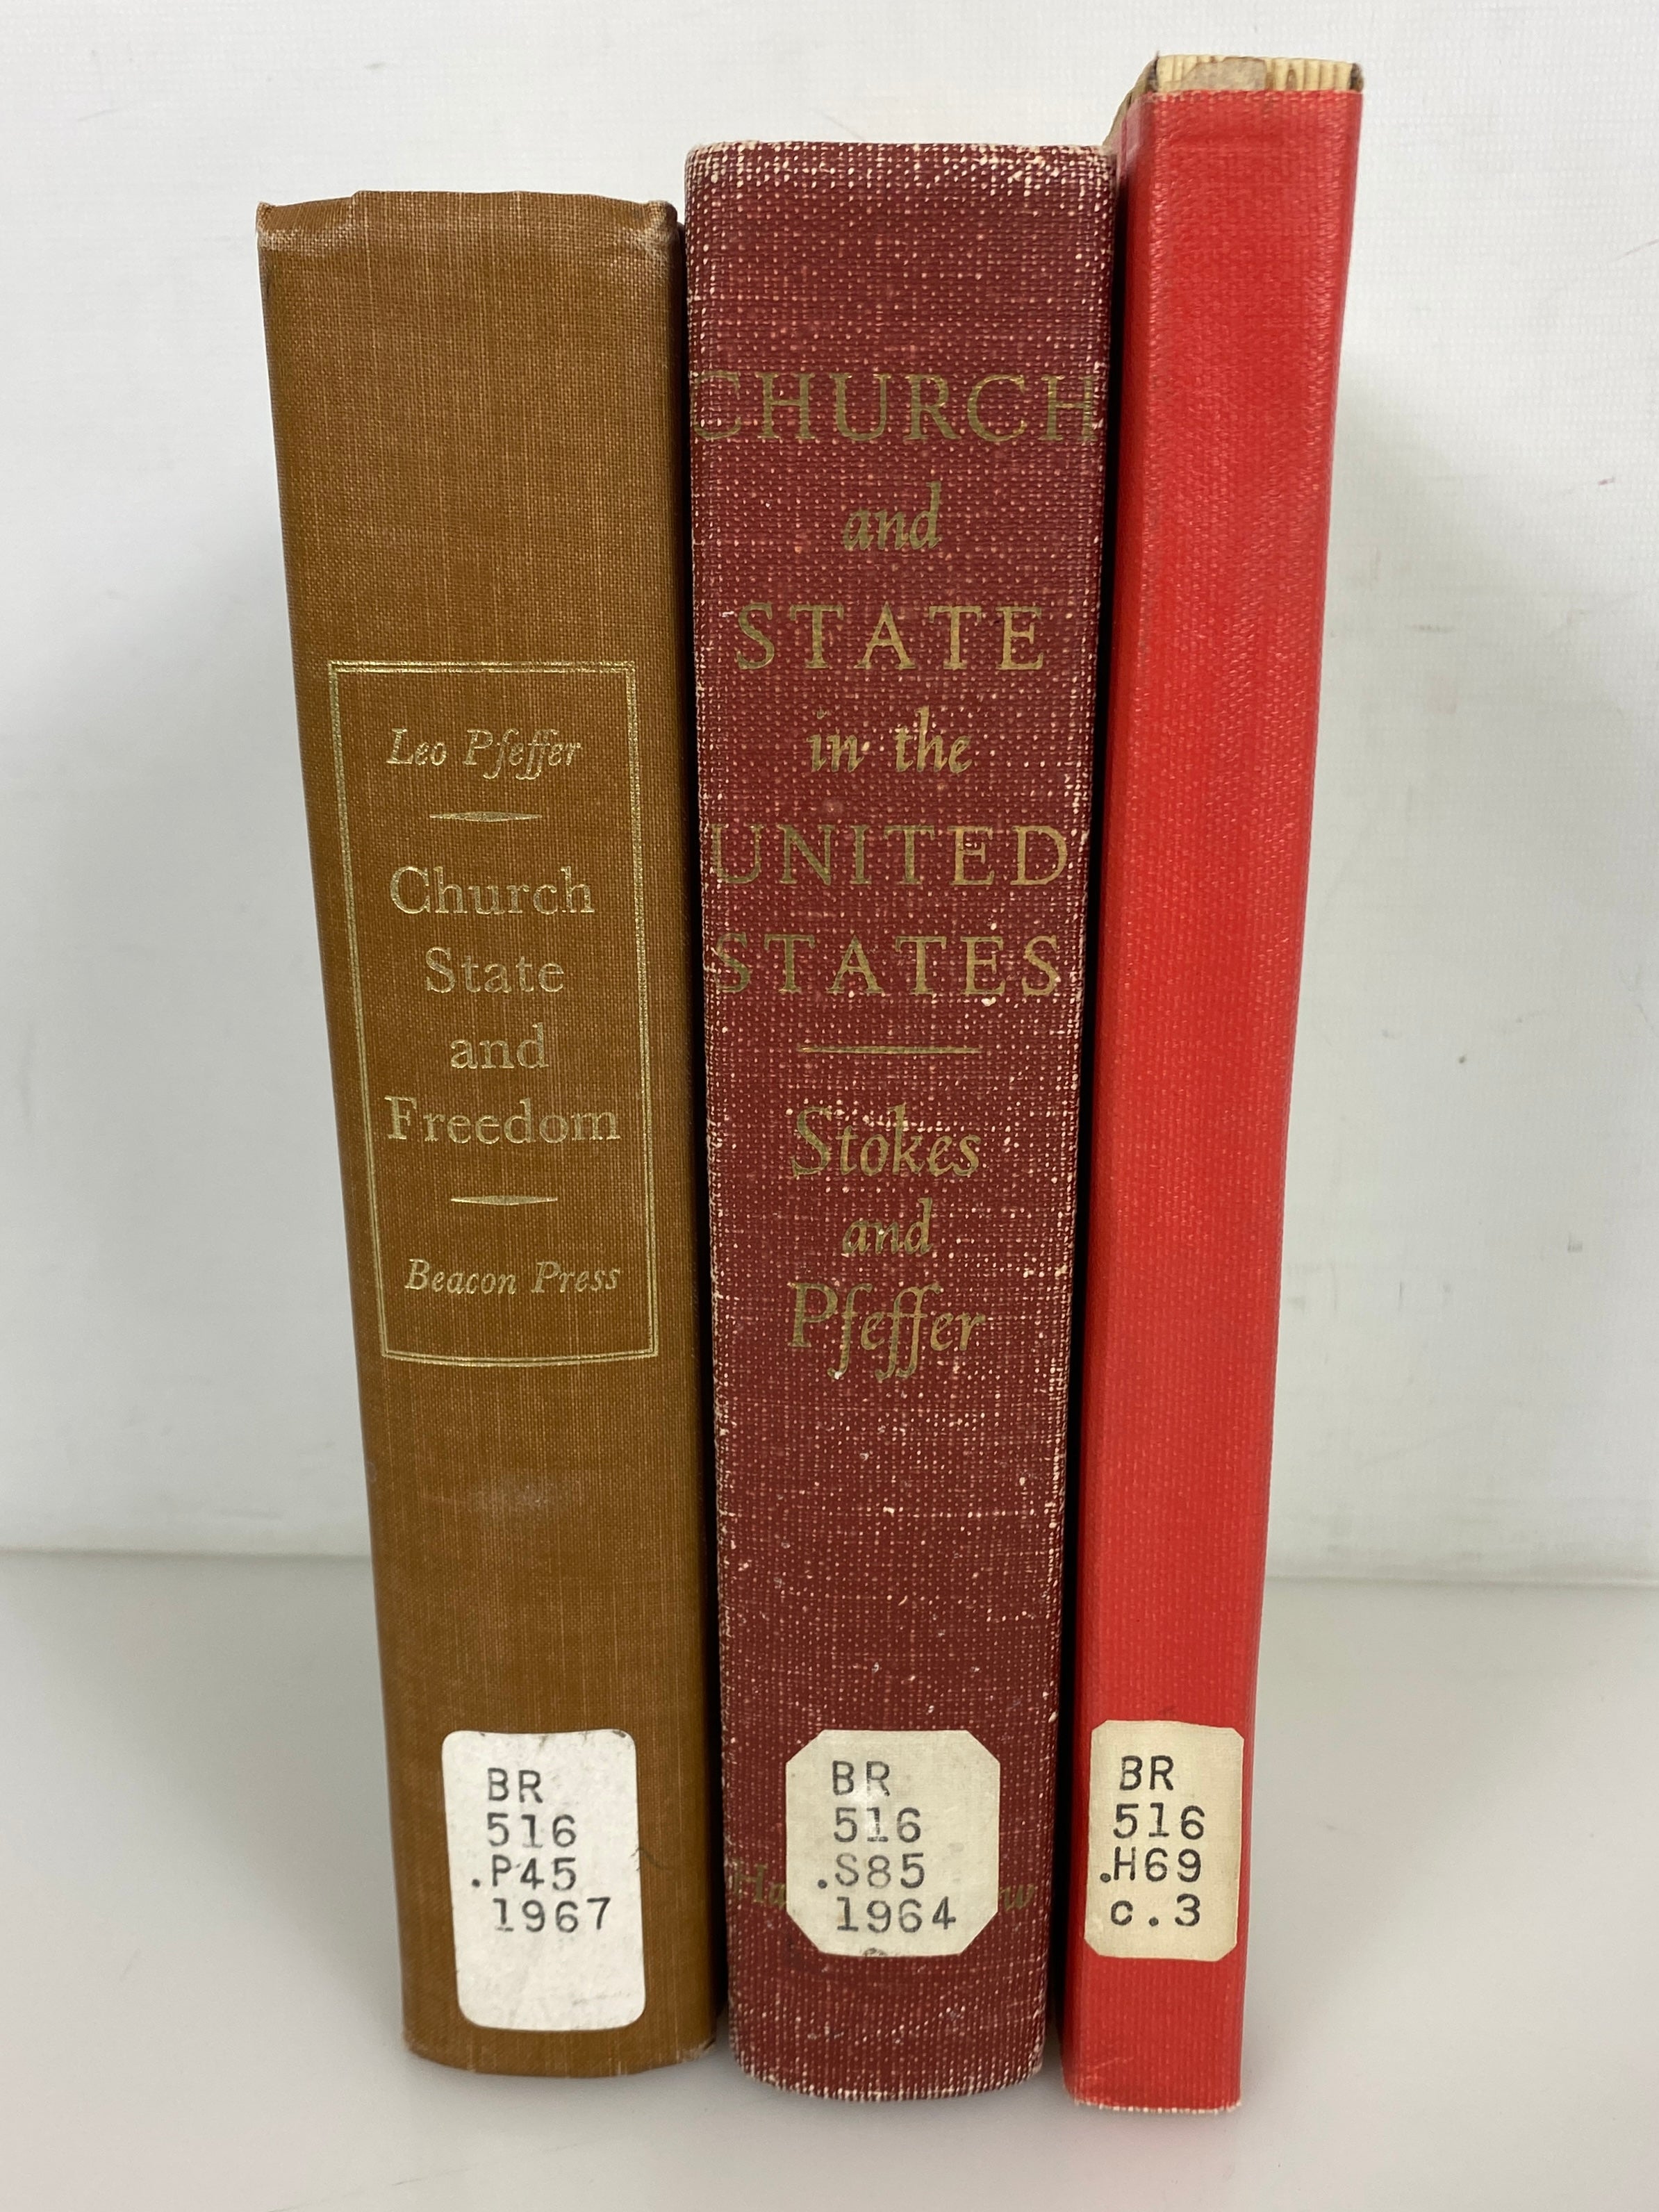 Leo Pfeffer
Church
State
and
Freedom
Beacon Press
BR
516
.P45
1967
CHURCH
and
STATE
in the
UNITED
STATES
Stokes
and
Pfeffer
BR
516
.S85
1964
BR
516
.H69
c.3